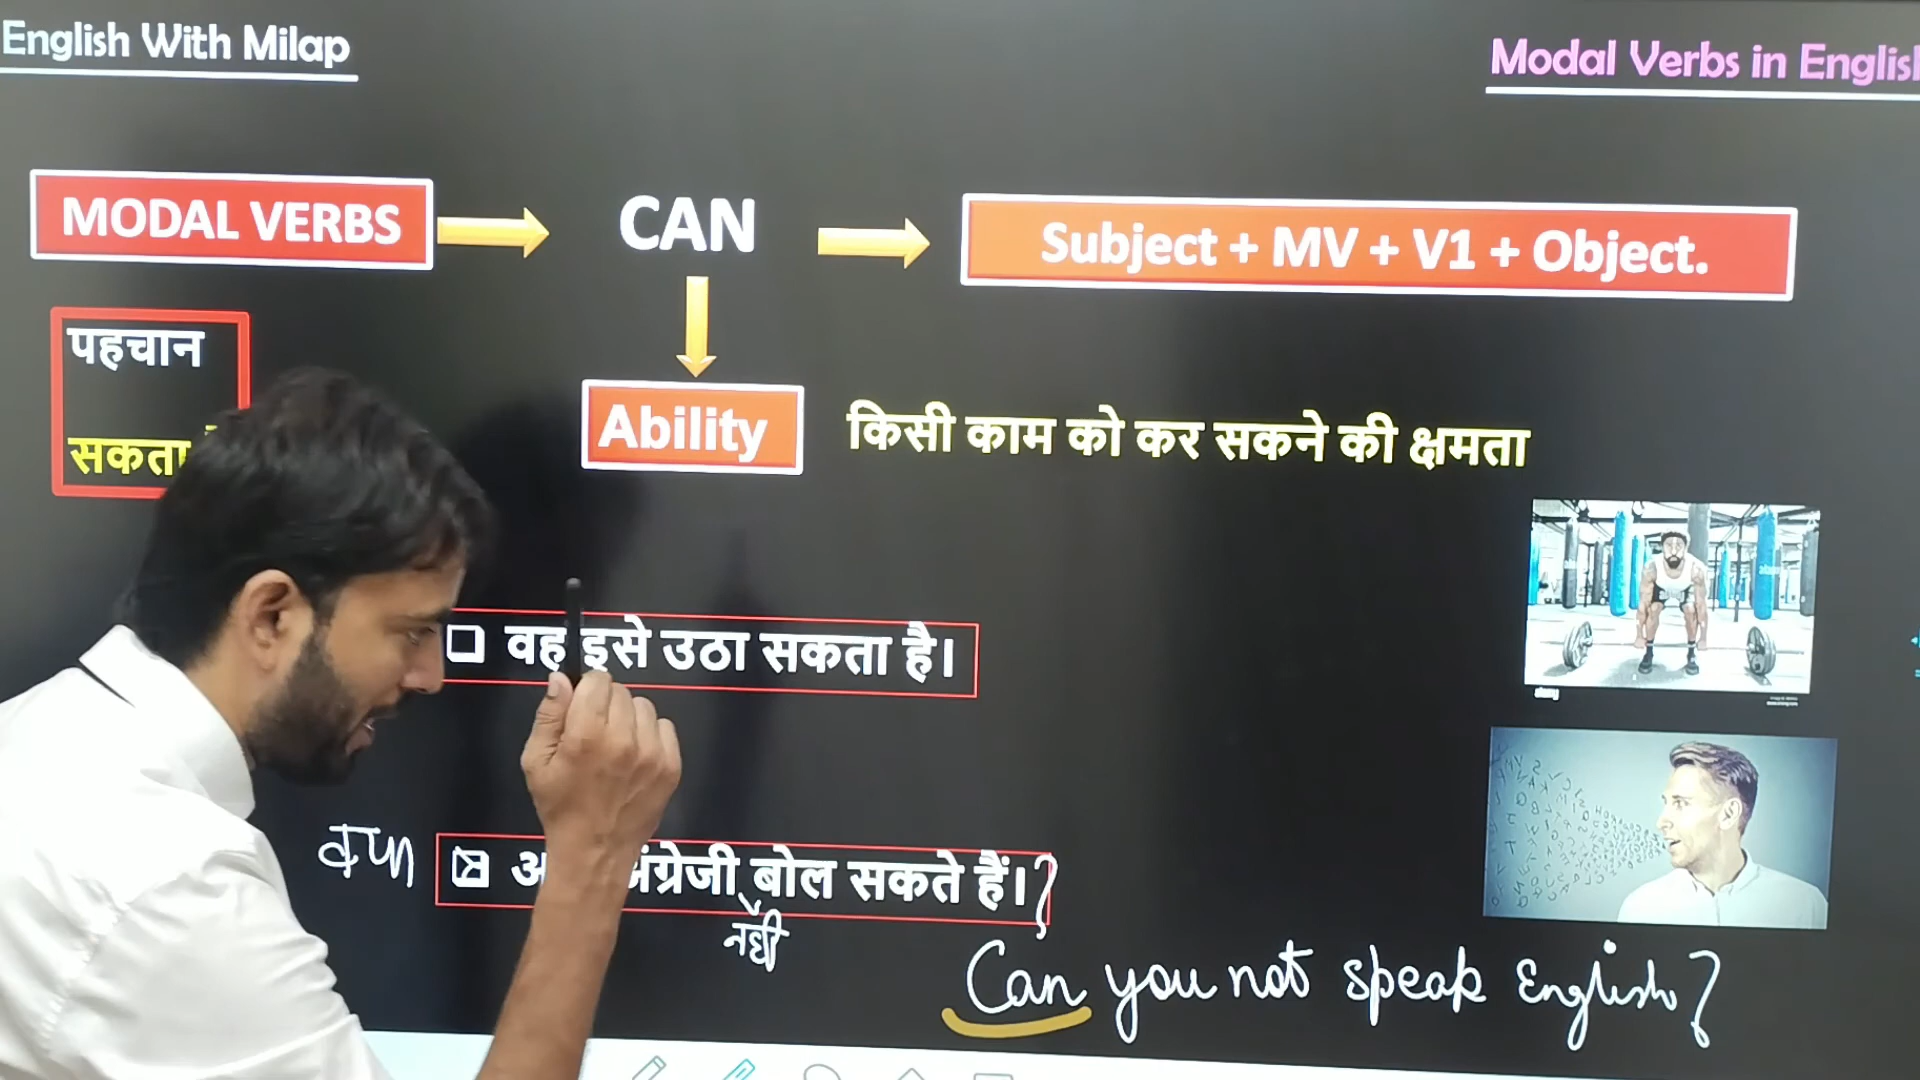 English With Milap
Modal Verbs in English
MODAL VERBS
CAN
Subject + MV + V1 + Object.
पहचान
सकता
Ability
किसी काम को कर सकने की क्षमता
वह इसे उठा सकता है।
क्या
अंग्रेजी बोल सकते हैं।?
नही
Can you not speak English?